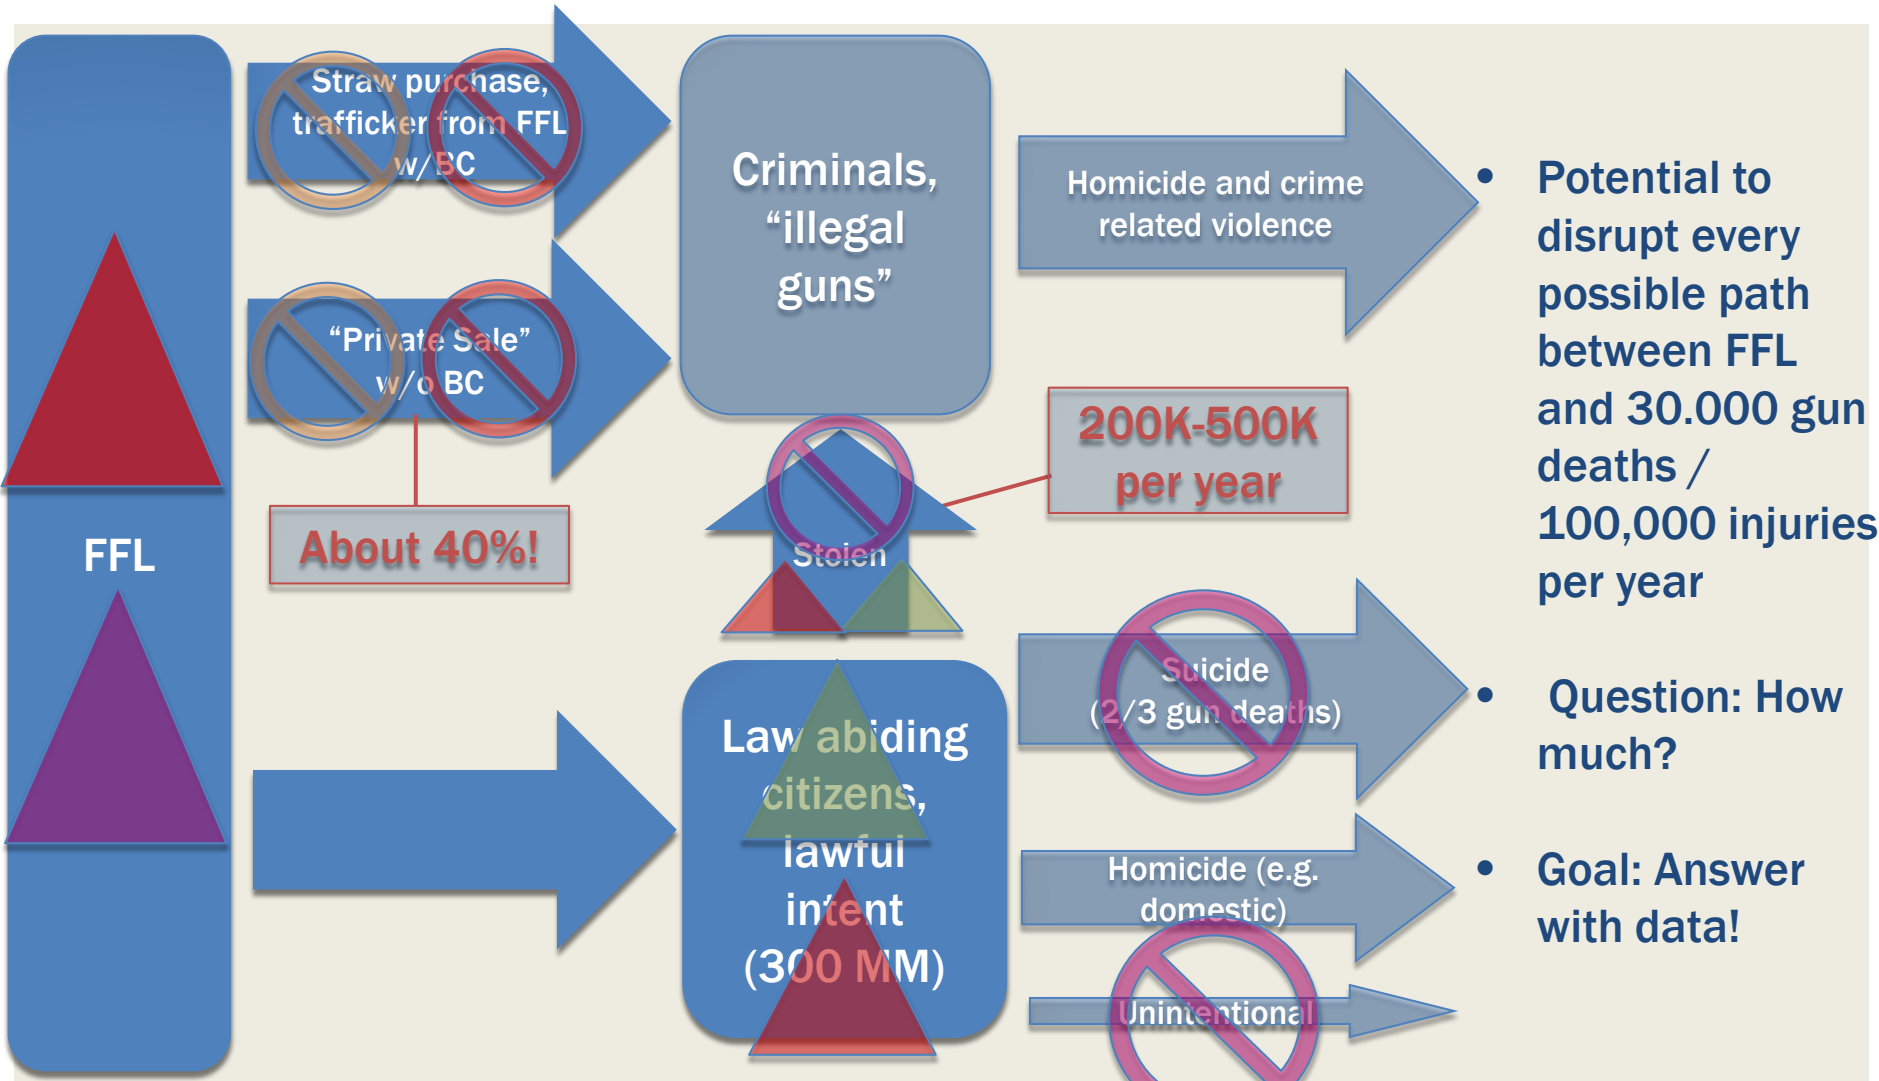 FFL
Straw purchase,
trafficker from FFL
w/ BC
“Private Sale”
w/o BC
About 40%!
Criminals,
“illegal
guns”
200K-500K
per year
Stolen
Law abiding
citizens,
lawful
intent
(300 MM)
Homicide and crime
related violence
Suicide
(2/3 gun deaths)
Homicide (e.g.
domestic)
Unintentional
• Potential to
disrupt every
possible path
between FFL
and 30.000 gun
deaths /
100,000 injuries
per year
• Question: How
much?
• Goal: Answer
with data!